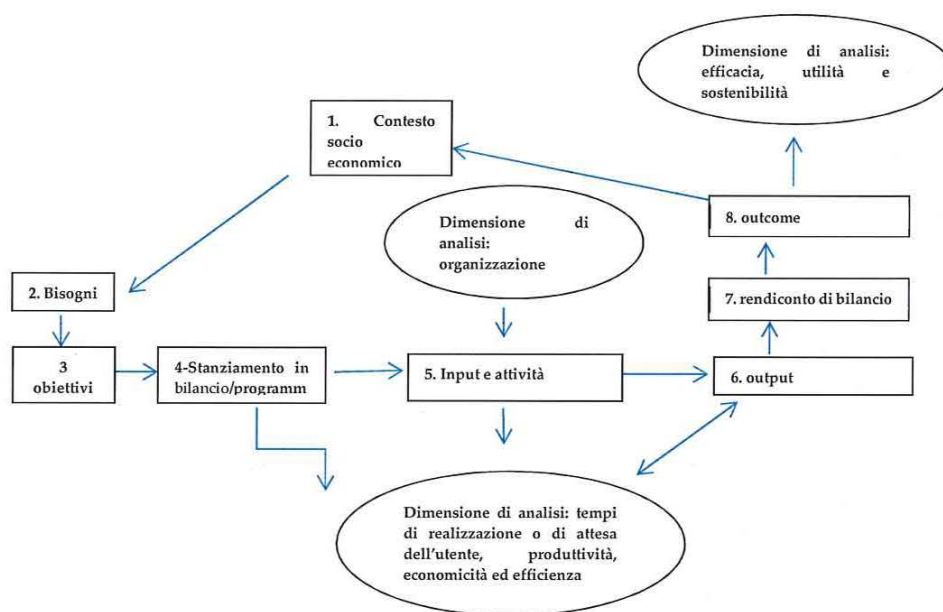 Dimensione di analisi:
efficacia, utilità e
sostenibilità
1. Contesto
socio
economico
Dimensione di
analisi:
organizzazione
8. outcome
2. Bisogni
7. rendiconto di bilancio
3
obiettivi
4-Stanziamento in
bilancio/programm
5. Input e attività
6. output
Dimensione di analisi: tempi
di realizzazione o di attesa
dell'utente, produttività,
economicità ed efficienza